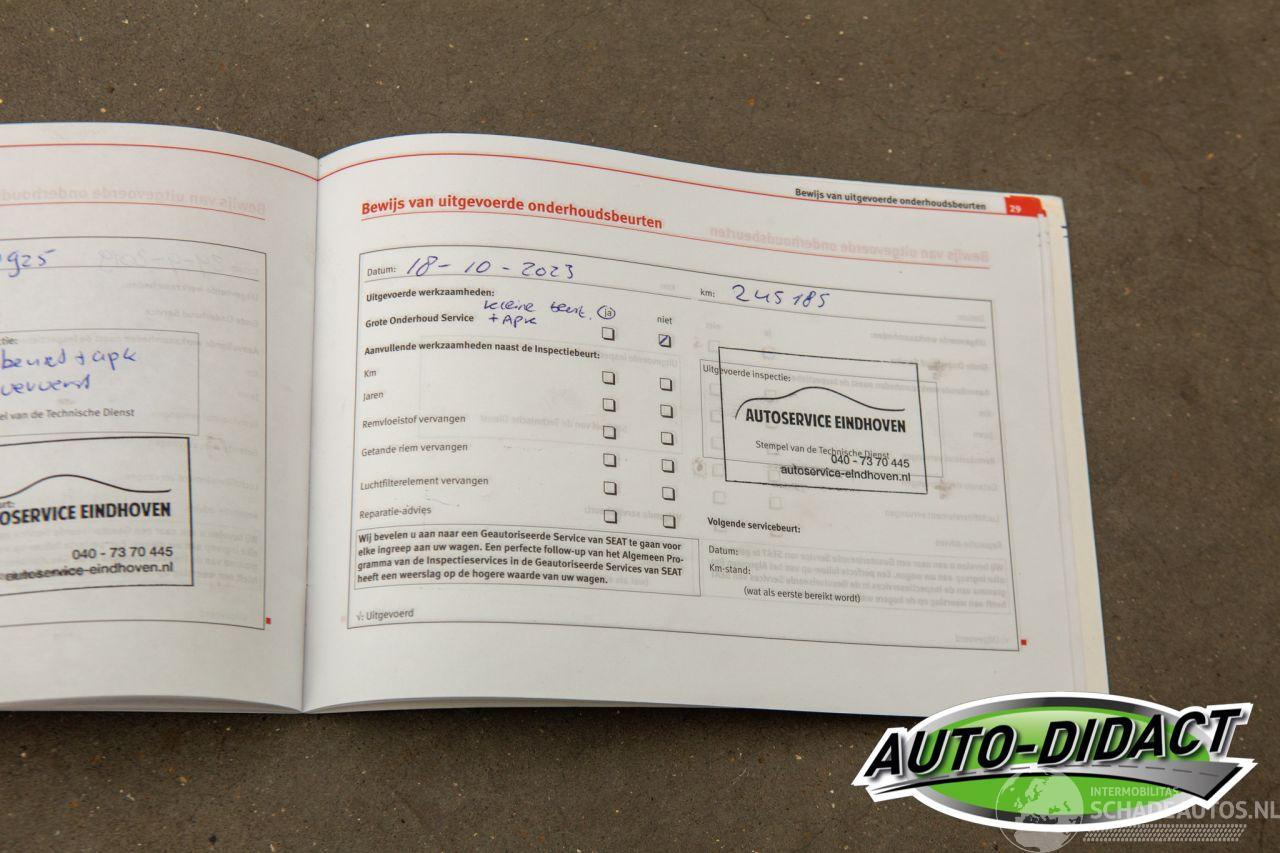 925
ctie:
beurt + apk
ververst
pel van de Technische Dienst
OSERVICE EINDHOVEN
040 - 73 70 445
autoservice-eindhoven.nl
Bewijs van uitgevoerde onderhoudsbeurten
29
Bewijs van uitgevoerde onderhoudsbeurten
Datum: 18-10-2023
km: 245185
Uitgevoerde werkzaamheden:
kleine beurt. ja niet
Grote Onderhoud Service + Apk
Aanvullende werkzaamheden naast de Inspectiebeurt:
Km
Jaren
Remvloeistof vervangen
Getande riem vervangen
Luchtfilterelement vervangen
Reparatie-advies
Wij bevelen u aan naar een Geautoriseerde Service van SEAT te gaan voor
elke ingreep aan uw wagen. Een perfecte follow-up van het Algemeen Pro-
gramma van de Inspectieservices in de Geautoriseerde Services van SEAT
heeft een weerslag op de hogere waarde van uw wagen.
√: Uitgevoerd
Uitgevoerde inspectie:
AUTOSERVICE EINDHOVEN
Stempel van de Technische Dienst
040 - 73 70 445
autoservice-eindhoven.nl
Volgende servicebeurt:
Datum:
Km-stand:
(wat als eerste bereikt wordt)
AUTO-DIDACT
INTERMOBILITAS
SCHADEAUTOS.NL